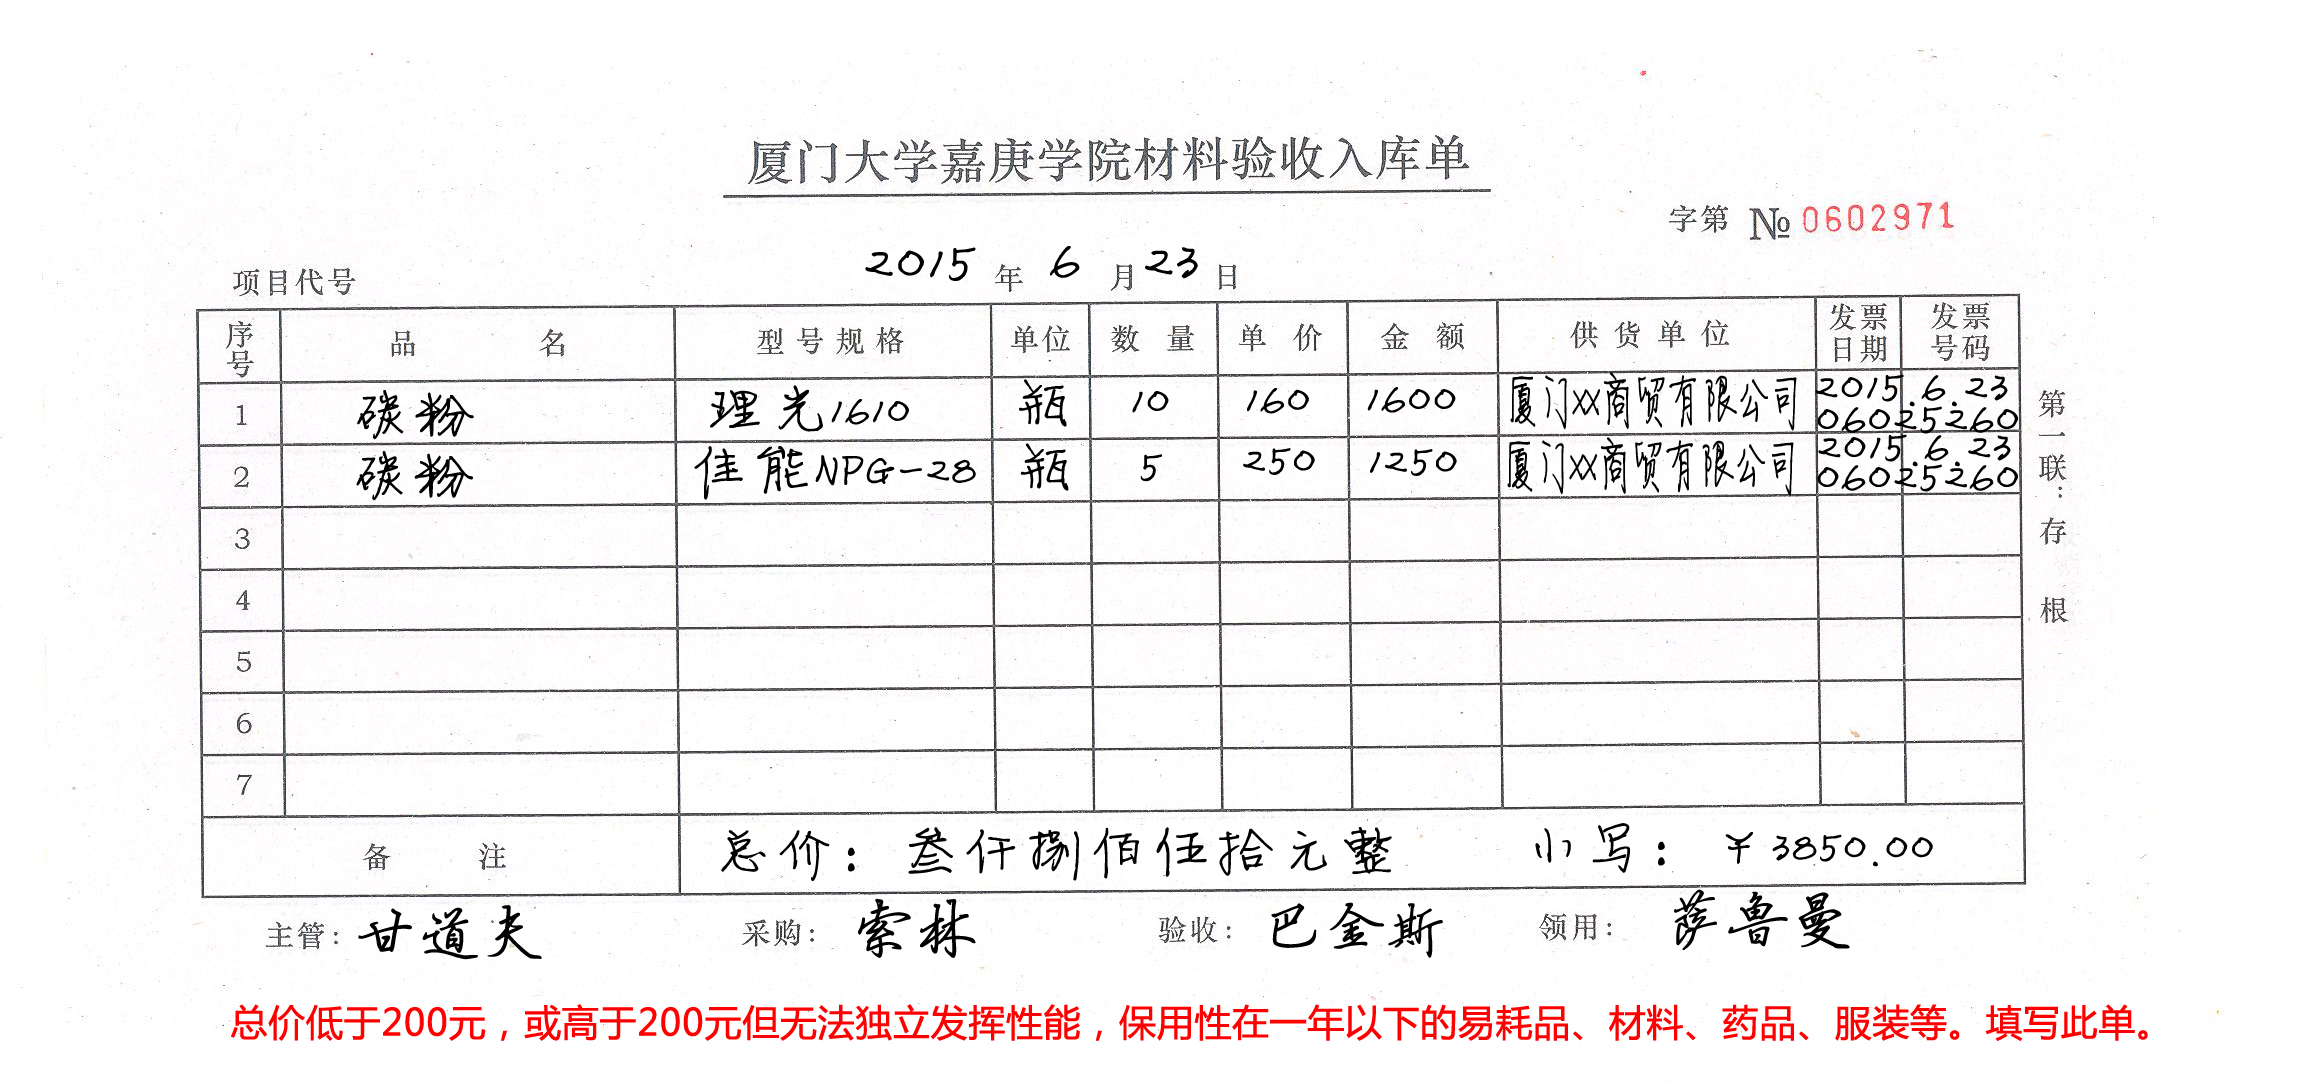 厦门大学嘉庚学院材料验收入库单
字第 № 0602971
项目代号 2015 年 6 月 23 日
序号 品名 型号规格 单位 数量 单价 金额 供货单位 发票日期 发票号码
1 碳粉 理光1610 瓶 10 160 1600 厦门××商贸有限公司 2015.6.23 06025260
2 碳粉 佳能NPG-28 瓶 5 250 1250 厦门××商贸有限公司 2015.6.23 06025260
3
4
5
6
7
备注 总价：叁仟捌佰伍拾元整 小写：¥3850.00
主管：甘道夫 采购：索林 验收：巴金斯 领用：萨鲁曼
第一联：存根
总价低于200元，或高于200元但无法独立发挥性能，保用性在一年以下的易耗品、材料、药品、服装等。填写此单。